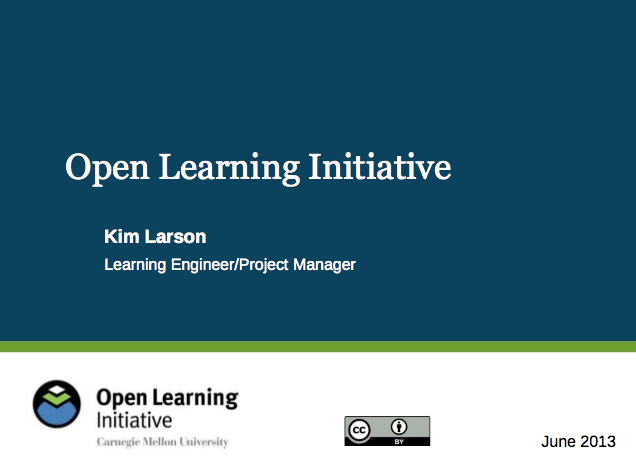 Open Learning Initiative
Kim Larson
Learning Engineer/Project Manager
Open Learning
Initiative
Carnegie Mellon University
cc
BY
June 2013